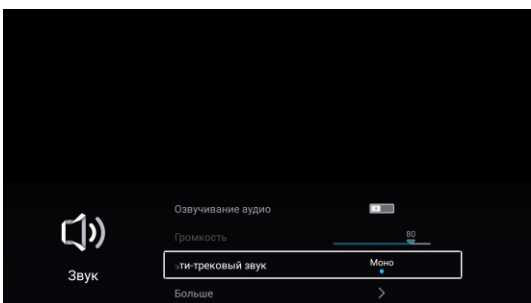 Озвучивание аудио
Громкость
80
ти-трековый звук
Моно
Звук
Больше